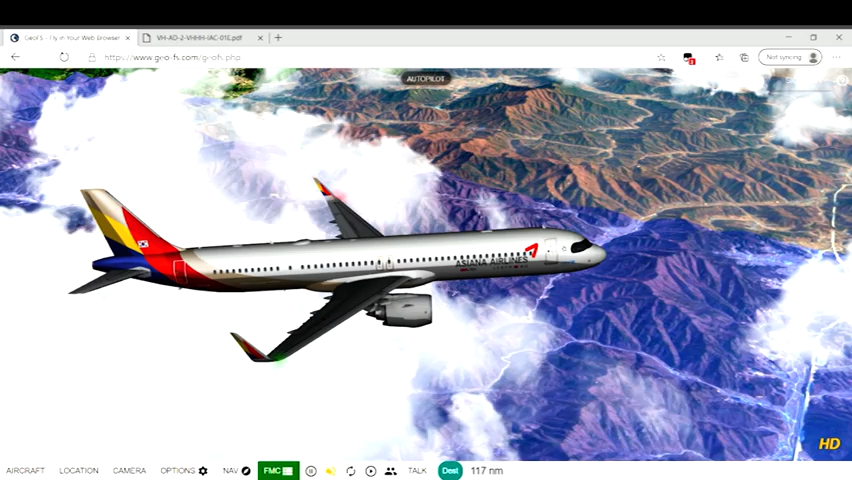 GeoFS - Fly in Your Web Browser
VH-AD-2-VHHH-IAC-01E.pdf
https://www.geo-fs.com/geofs.php
Not syncing
AUTOPILOT
ASIANA AIRLINES
HD
AIRCRAFT LOCATION CAMERA OPTIONS NAV FMC TALK Dest 117 nm